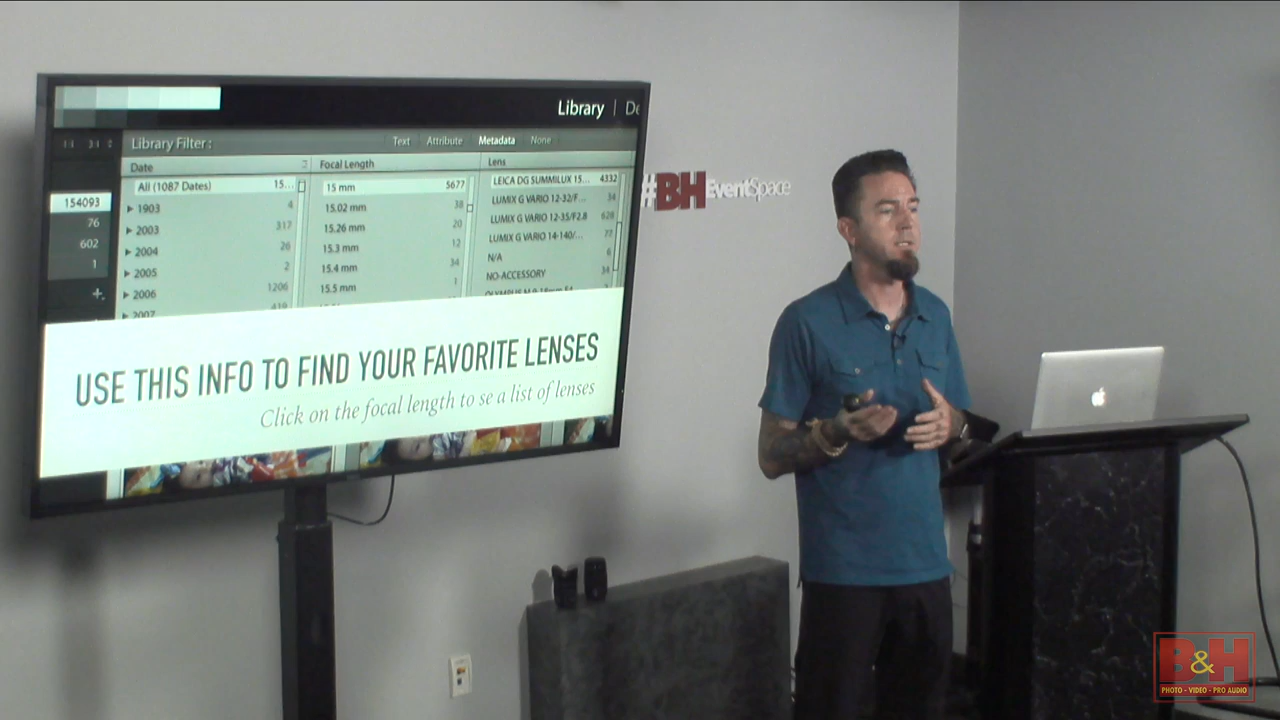 Library | De
Library Filter : Text Attribute Metadata None
Date Focal Length Lens
All (1087 Dates) 15... 15 mm 5677 LEICA DG SUMMILUX 15... 4332
154093 1903 4 15.02 mm 38 LUMIX G VARIO 12-32/F... 34
76 2003 317 15.26 mm 20 LUMIX G VARIO 12-35/F2.8 628
602 2004 26 15.3 mm 12 LUMIX G VARIO 14-140/... 77
1 2005 2 15.4 mm 34 N/A 6
2006 1206 15.5 mm 1 NO-ACCESSORY 34
2007 419
USE THIS INFO TO FIND YOUR FAVORITE LENSES
Click on the focal length to se a list of lenses
#BH EventSpace
B&H
PHOTO - VIDEO - PRO AUDIO